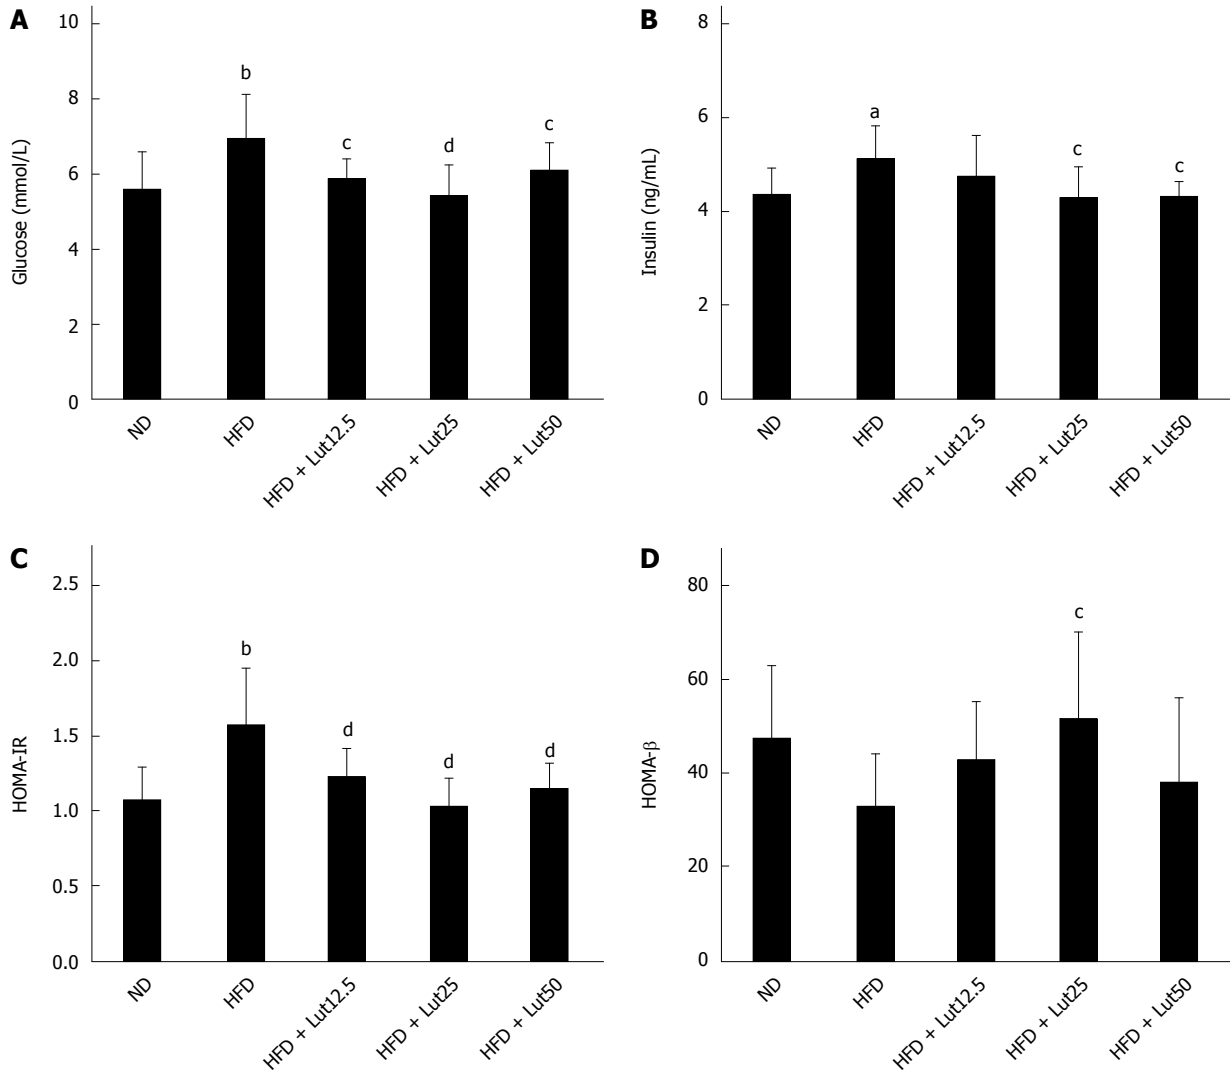 A
Glucose (mmol/L)
10
8
6
4
2
0
b
c
d
c
ND
HFD
HFD + Lut12.5
HFD + Lut25
HFD + Lut50
B
Insulin (ng/mL)
8
6
4
2
0
a
c
c
ND
HFD
HFD + Lut12.5
HFD + Lut25
HFD + Lut50
C
HOMA-IR
2.5
2.0
1.5
1.0
0.5
0.0
b
d
d
d
ND
HFD
HFD + Lut12.5
HFD + Lut25
HFD + Lut50
D
HOMA-β
80
60
40
20
0
c
ND
HFD
HFD + Lut12.5
HFD + Lut25
HFD + Lut50